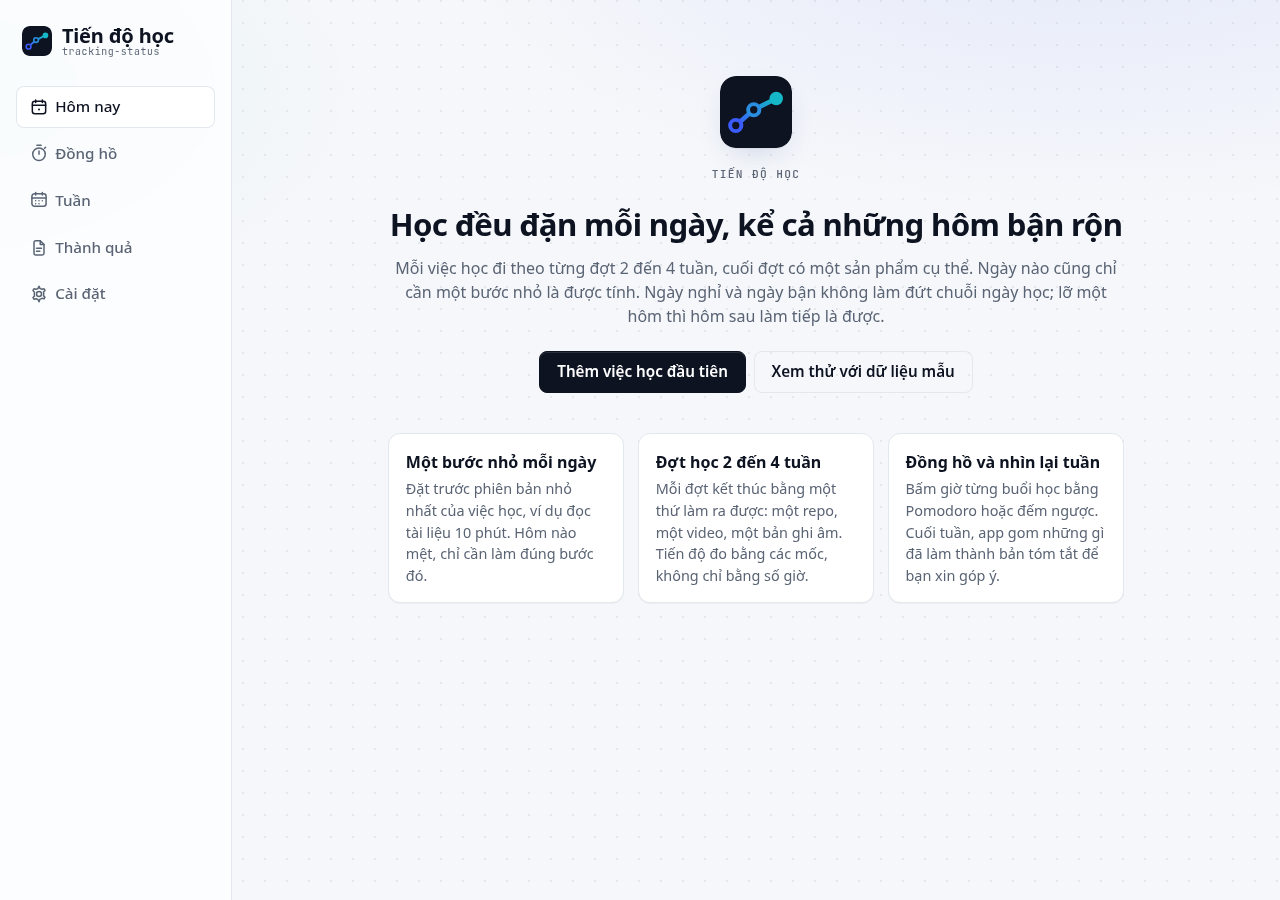 Tiến độ học
tracking-status
Hôm nay
Đồng hồ
Tuần
Thành quả
Cài đặt
TIẾN ĐỘ HỌC
Học đều đặn mỗi ngày, kể cả những hôm bận rộn
Mỗi việc học đi theo từng đợt 2 đến 4 tuần, cuối đợt có một sản phẩm cụ thể. Ngày nào cũng chỉ
cần một bước nhỏ là được tính. Ngày nghỉ và ngày bận không làm đứt chuỗi ngày học; lỡ một
hôm thì hôm sau làm tiếp là được.
Thêm việc học đầu tiên
Xem thử với dữ liệu mẫu
Một bước nhỏ mỗi ngày
Đặt trước phiên bản nhỏ
nhất của việc học, ví dụ đọc
tài liệu 10 phút. Hôm nào
mệt, chỉ cần làm đúng bước
đó.
Đợt học 2 đến 4 tuần
Mỗi đợt kết thúc bằng một
thứ làm ra được: một repo,
một video, một bản ghi âm.
Tiến độ đo bằng các mốc,
không chỉ bằng số giờ.
Đồng hồ và nhìn lại tuần
Bấm giờ từng buổi học bằng
Pomodoro hoặc đếm ngược.
Cuối tuần, app gom những gì
đã làm thành bản tóm tắt để
bạn xin góp ý.